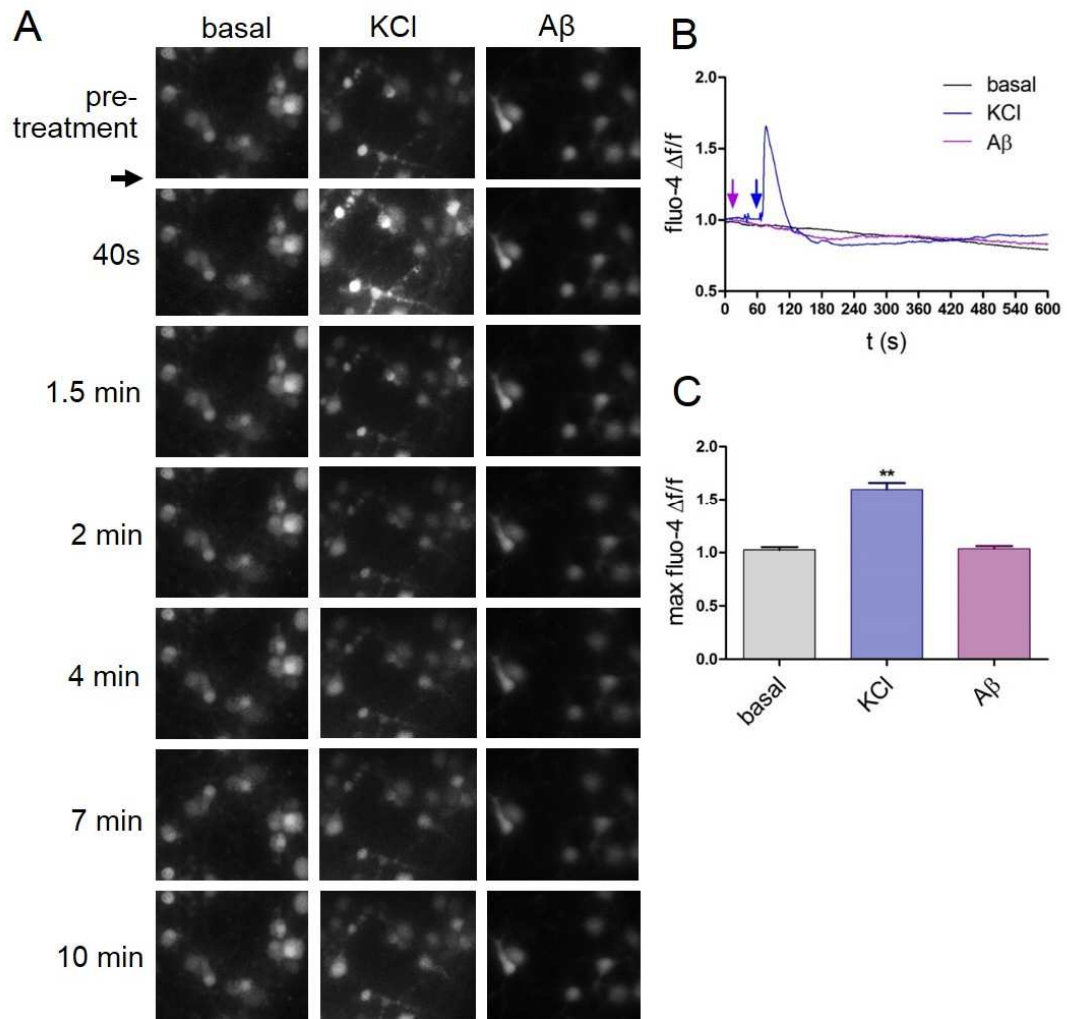 A
basal KCl Aβ
pre-
treatment
40s
1.5 min
2 min
4 min
7 min
10 min
B
fluo-4 Δf/f
2.0
1.5
1.0
0.5
basal
KCl
Aβ
0 60 120 180 240 300 360 420 480 540 600
t (s)
C
max fluo-4 Δf/f
2.0
1.5
1.0
0.5
0.0
**
basal KCl Aβ